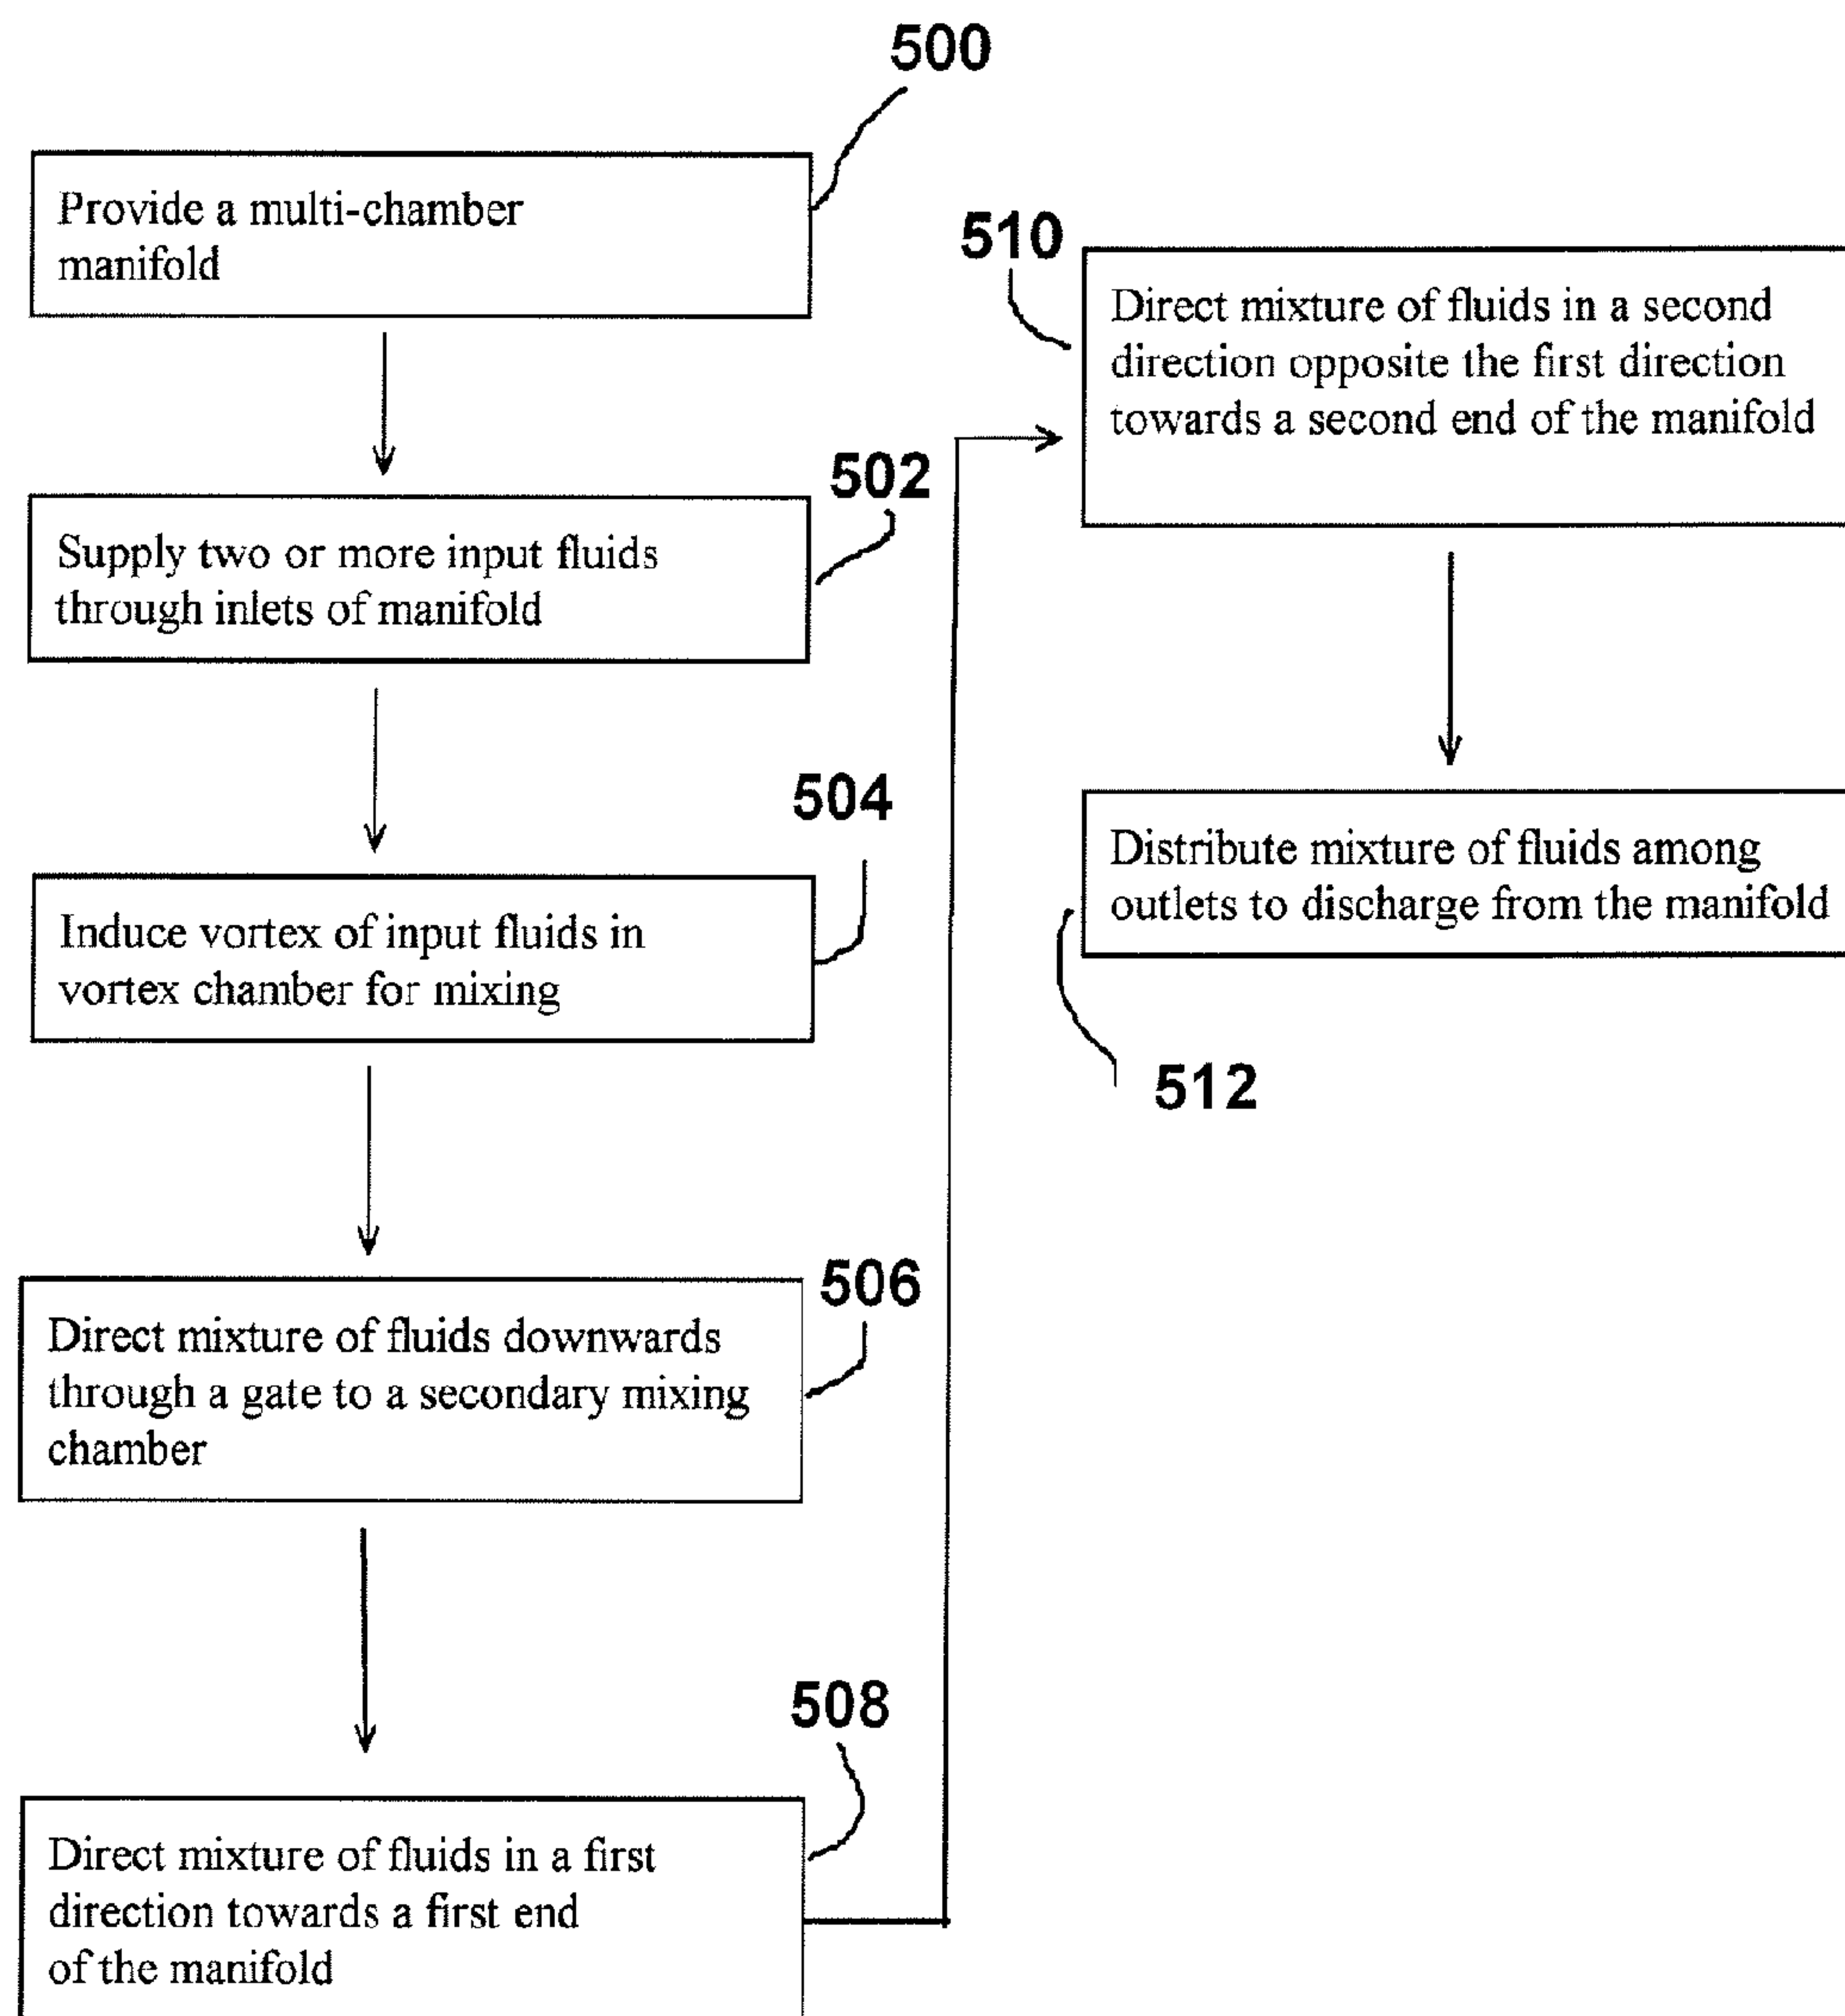 500
Provide a multi-chamber
manifold
502
Supply two or more input fluids
through inlets of manifold
504
Induce vortex of input fluids in
vortex chamber for mixing
506
Direct mixture of fluids downwards
through a gate to a secondary mixing
chamber
508
Direct mixture of fluids in a first
direction towards a first end
of the manifold
510
Direct mixture of fluids in a second
direction opposite the first direction
towards a second end of the manifold
Distribute mixture of fluids among
outlets to discharge from the manifold
512